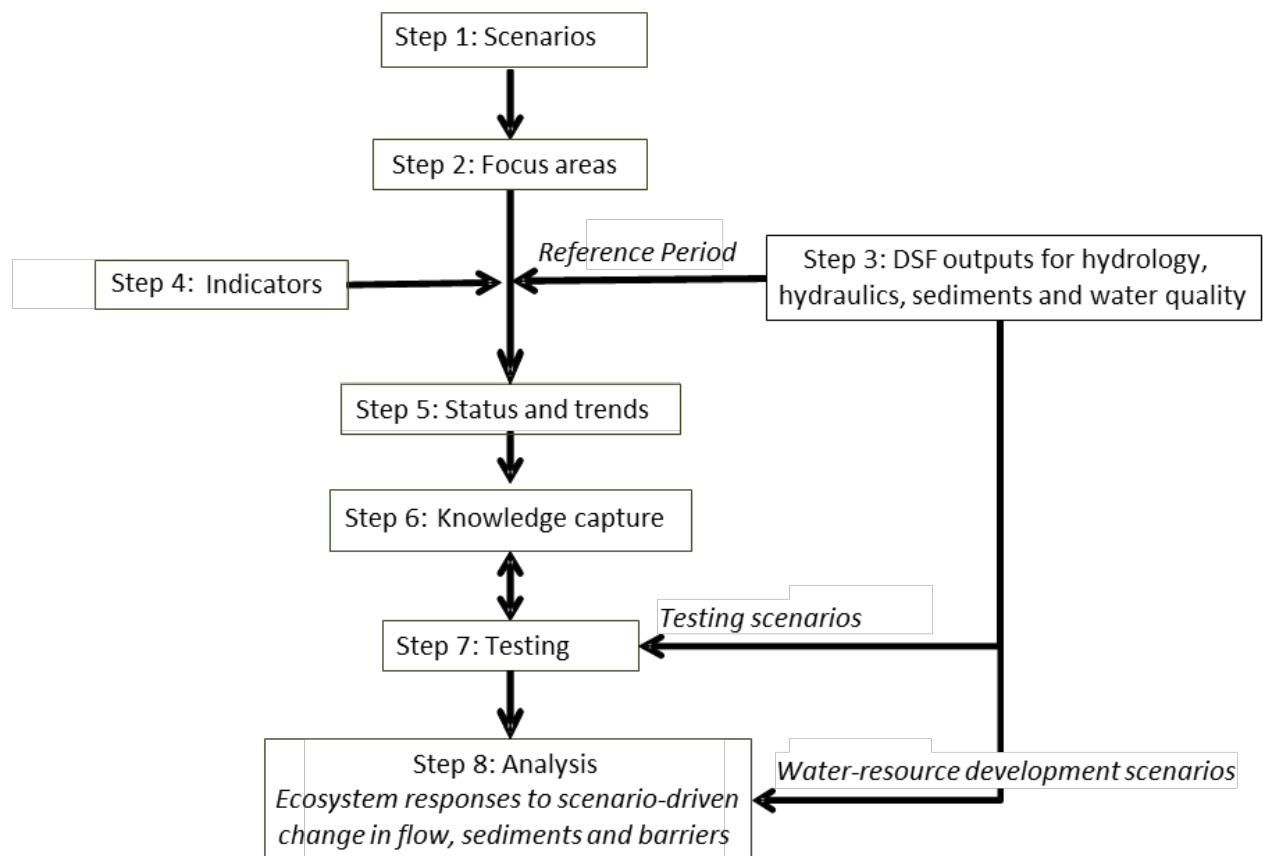 Step 1: Scenarios
Step 2: Focus areas
Reference Period
Step 3: DSF outputs for hydrology,
hydraulics, sediments and water quality
Step 4: Indicators
Step 5: Status and trends
Step 6: Knowledge capture
Testing scenarios
Step 7: Testing
Step 8: Analysis
Ecosystem responses to scenario-driven
change in flow, sediments and barriers
Water-resource development scenarios